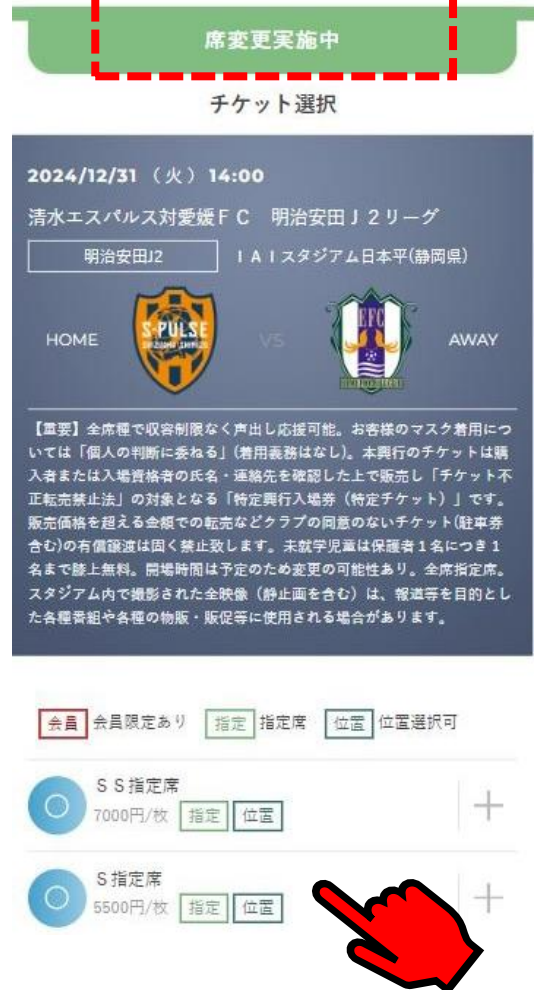 席変更実施中
チケット選択
2024/12/31 （火）14:00
清水エスパルス対愛媛ＦＣ　明治安田Ｊ２リーグ
明治安田J2　ＩＡＩスタジアム日本平(静岡県)
HOME S-PULSE VS EFC AWAY
【重要】全席種で収容制限なく声出し応援可能。お客様のマスク着用につ
いては「個人の判断に委ねる」(着用義務はなし)。本興行のチケットは購
入者または入場資格者の氏名・連絡先を確認した上で販売し「チケット不
正転売禁止法」の対象となる「特定興行入場券（特定チケット）」です。
販売価格を超える金額での転売などクラブの同意のないチケット(駐車券
含む)の有償譲渡は固く禁止致します。未就学児童は保護者１名につき１
名まで膝上無料。開場時間は予定のため変更の可能性あり。全席指定席。
スタジアム内で撮影された全映像（静止画を含む）は、報道等を目的とし
た各種番組や各種の物販・販促等に使用される場合があります。
会員 会員限定あり 指定 指定席 位置 位置選択可
ＳＳ指定席
7000円/枚 指定 位置
Ｓ指定席
5500円/枚 指定 位置